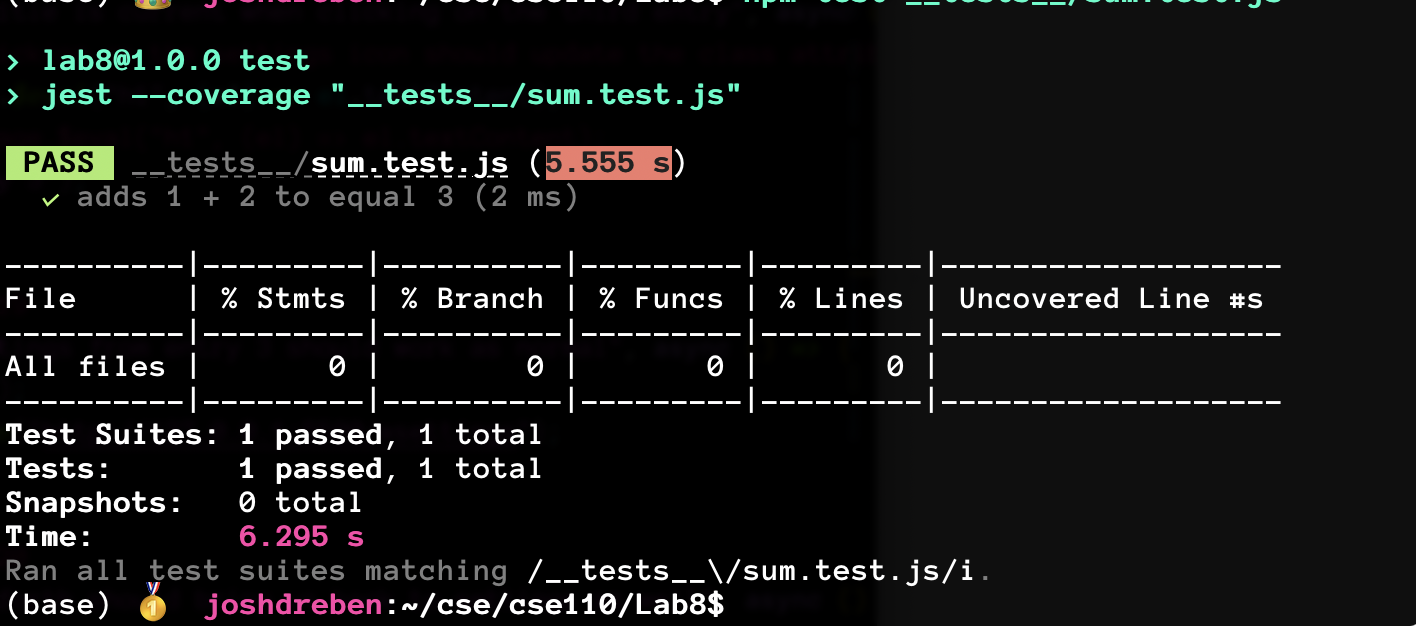 (base) joshdreben:~/cse/cse110/Lab8$ npm test __tests__/sum.test.js
> lab8@1.0.0 test
> jest --coverage "__tests__/sum.test.js"
PASS __tests__/sum.test.js (5.555 s)
✓ adds 1 + 2 to equal 3 (2 ms)
----------|---------|----------|---------|---------|-------------------
File      | % Stmts | % Branch | % Funcs | % Lines | Uncovered Line #s
----------|---------|----------|---------|---------|-------------------
All files |       0 |        0 |       0 |       0 |
----------|---------|----------|---------|---------|-------------------
Test Suites: 1 passed, 1 total
Tests:       1 passed, 1 total
Snapshots:   0 total
Time:        6.295 s
Ran all test suites matching /__tests__\/sum.test.js/i.
(base) 🏅 joshdreben:~/cse/cse110/Lab8$